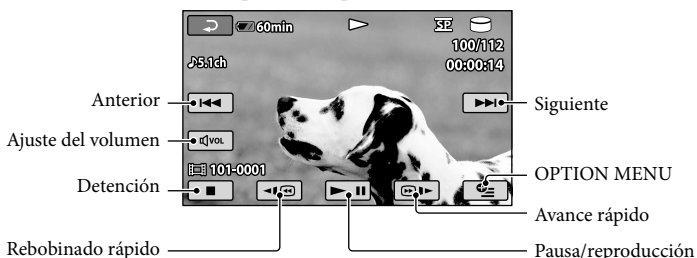 60min
SP
100/112
♪5.1ch
00:00:14
Anterior
Siguiente
Ajuste del volumen
VOL
101-0001
Detención
OPTION MENU
Avance rápido
Rebobinado rápido
Pausa/reproducción